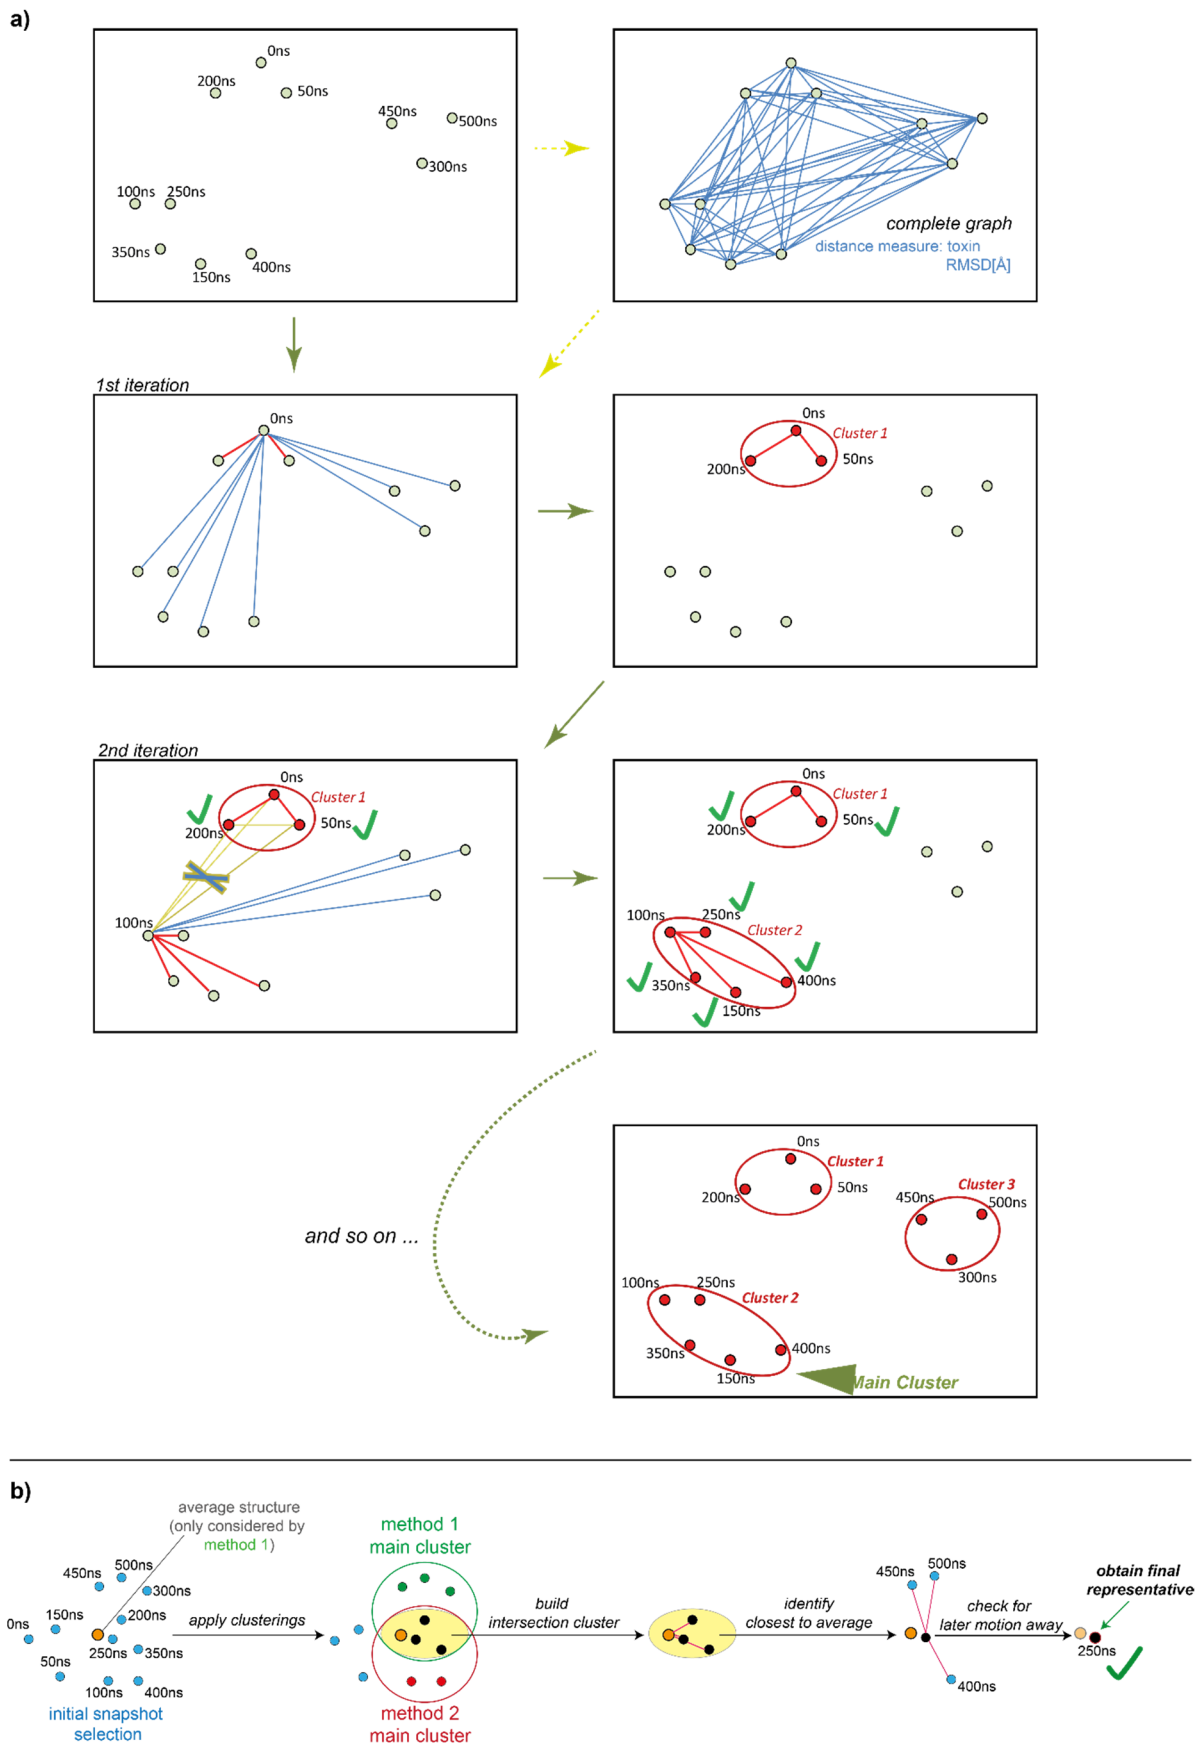 a)
0ns
200ns
50ns
450ns
500ns
300ns
100ns
250ns
350ns
150ns
400ns
complete graph
distance measure: toxin
RMSD[Å]
1st iteration
0ns
0ns
Cluster 1
200ns
50ns
2nd iteration
0ns
Cluster 1
200ns
50ns
100ns
0ns
Cluster 1
200ns
50ns
100ns
250ns
Cluster 2
350ns
400ns
150ns
and so on ...
0ns
Cluster 1
200ns
50ns
Cluster 3
450ns
500ns
300ns
100ns
250ns
Cluster 2
350ns
400ns
150ns
Main Cluster
b)
average structure
(only considered by
method 1)
450ns
500ns
300ns
0ns
150ns
200ns
250ns
350ns
50ns
100ns
400ns
initial snapshot
selection
apply clusterings
method 1
main cluster
method 2
main cluster
build
intersection cluster
identify
closest to average
450ns
500ns
400ns
check for
later motion away
obtain final
representative
250ns